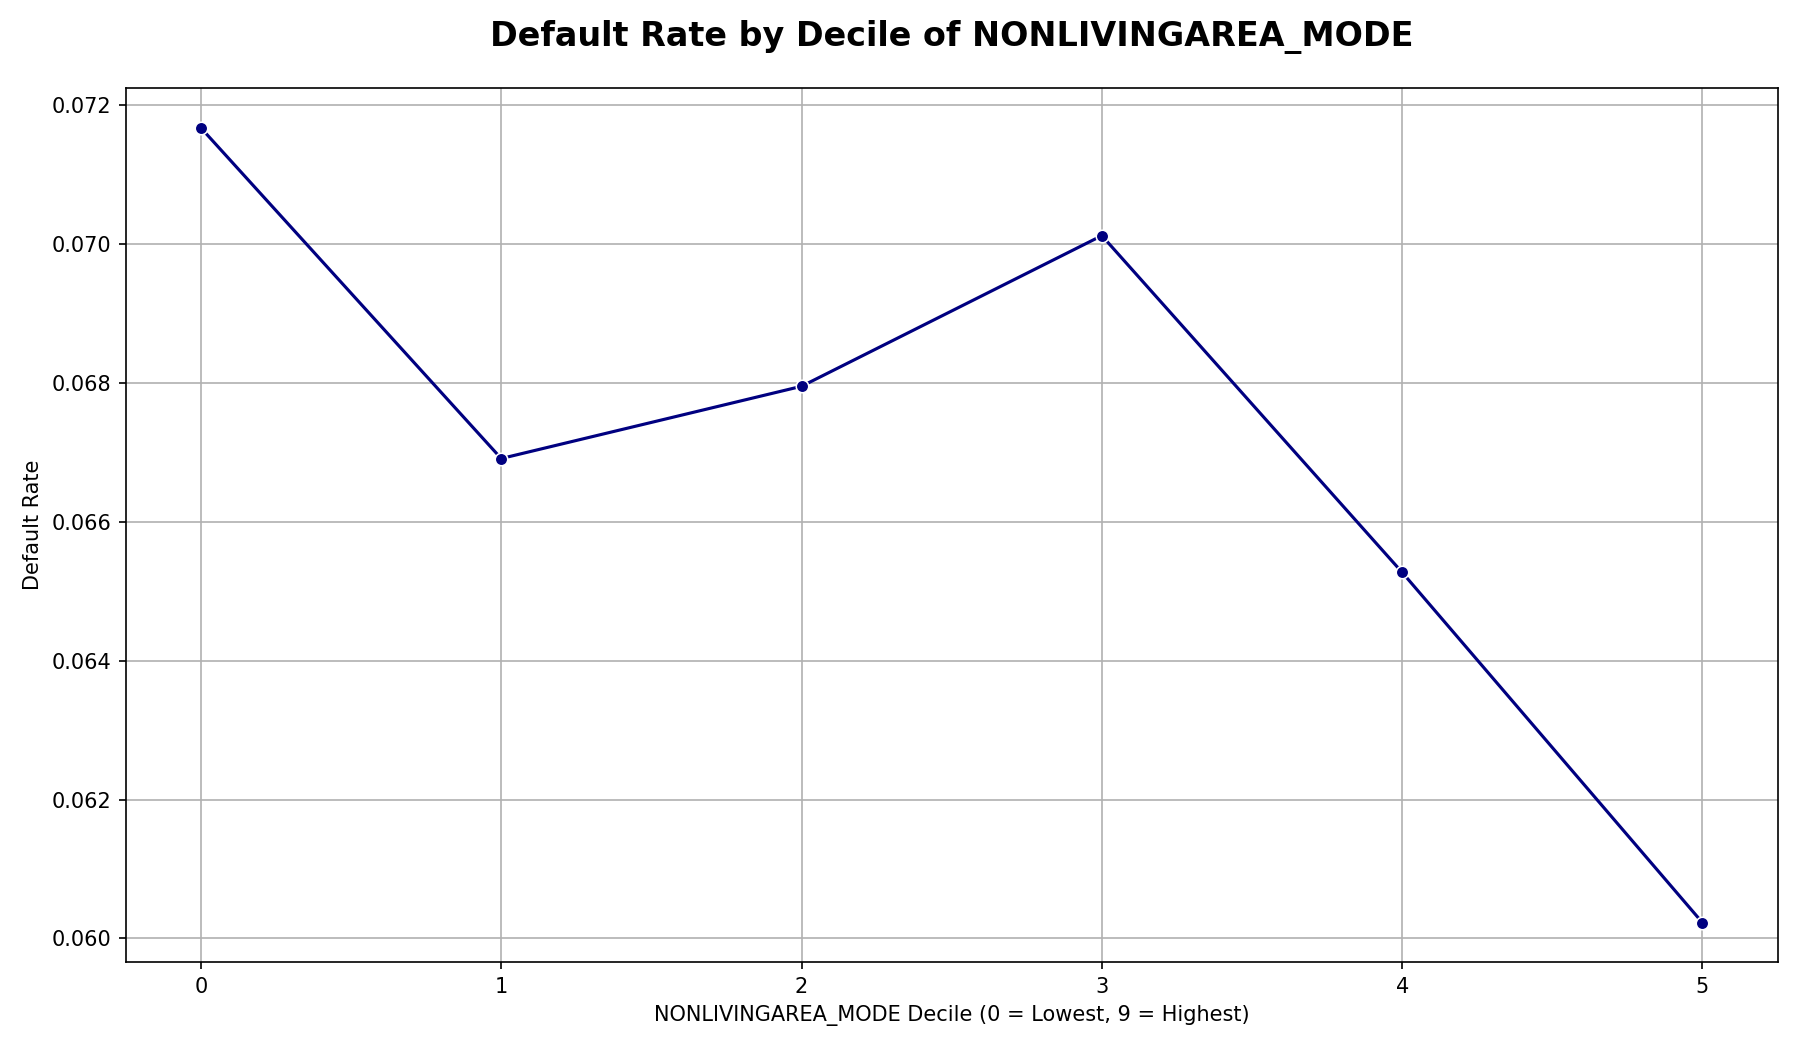 Default Rate by Decile of NONLIVINGAREA_MODE
Default Rate
0.072
0.070
0.068
0.066
0.064
0.062
0.060
0 1 2 3 4 5
NONLIVINGAREA_MODE Decile (0 = Lowest, 9 = Highest)